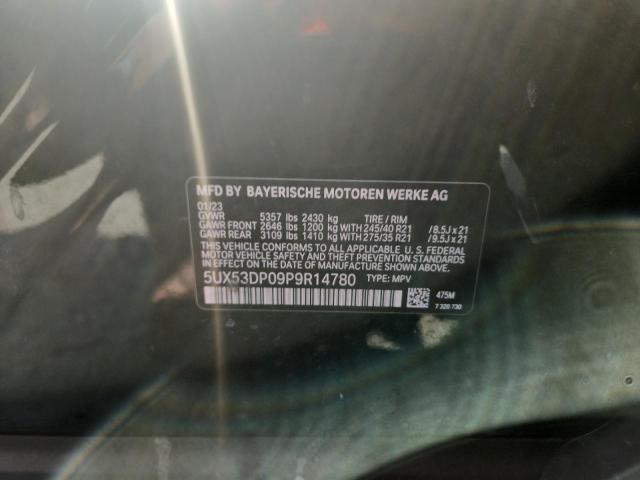 MFD BY BAYERISCHE MOTOREN WERKE AG
01/23
GVWR 5357 lbs 2430 kg TIRE / RIM
GAWR FRONT 2646 lbs 1200 kg WITH 245/40 R21 /8.5J x 21
GAWR REAR 3109 lbs 1410 kg WITH 275/35 R21 /9.5J x 21
THIS VEHICLE CONFORMS TO ALL APPLICABLE U.S. FEDERAL
MOTOR VEHICLE SAFETY AND THEFT PREVENTION STANDARDS
IN EFFECT ON THE DATE OF MANUFACTURE SHOWN ABOVE.
5UX53DP09P9R14780 TYPE: MPV
475M
7 320 730